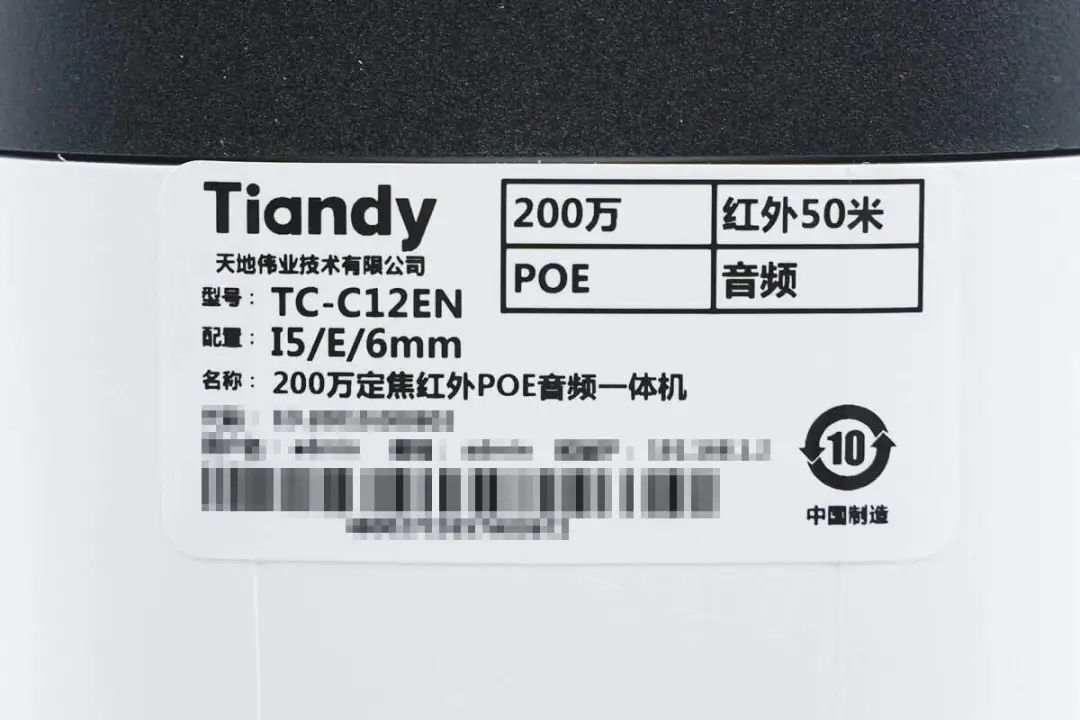 Tiandy
天地伟业技术有限公司
200万 红外50米
POE 音频
型号：TC-C12EN
配置：I5/E/6mm
名称：200万定焦红外POE音频一体机
10
中国制造